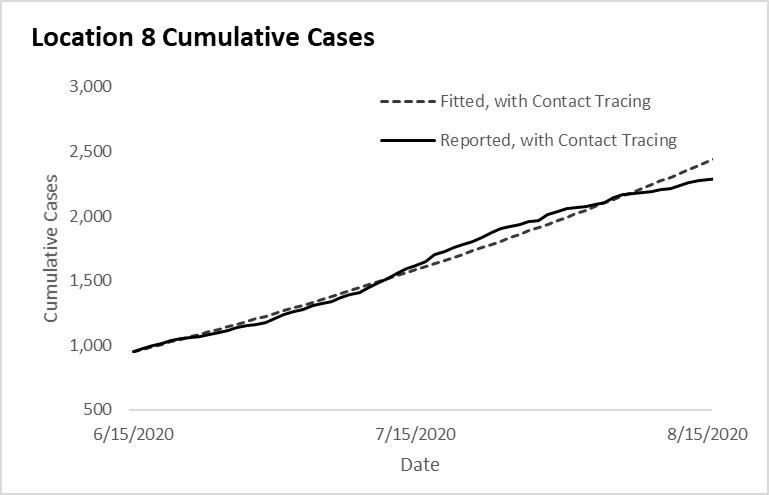 Location 8 Cumulative Cases
3,000
2,500
2,000
1,500
1,000
500
Cumulative Cases
Fitted, with Contact Tracing
Reported, with Contact Tracing
6/15/2020
7/15/2020
8/15/2020
Date